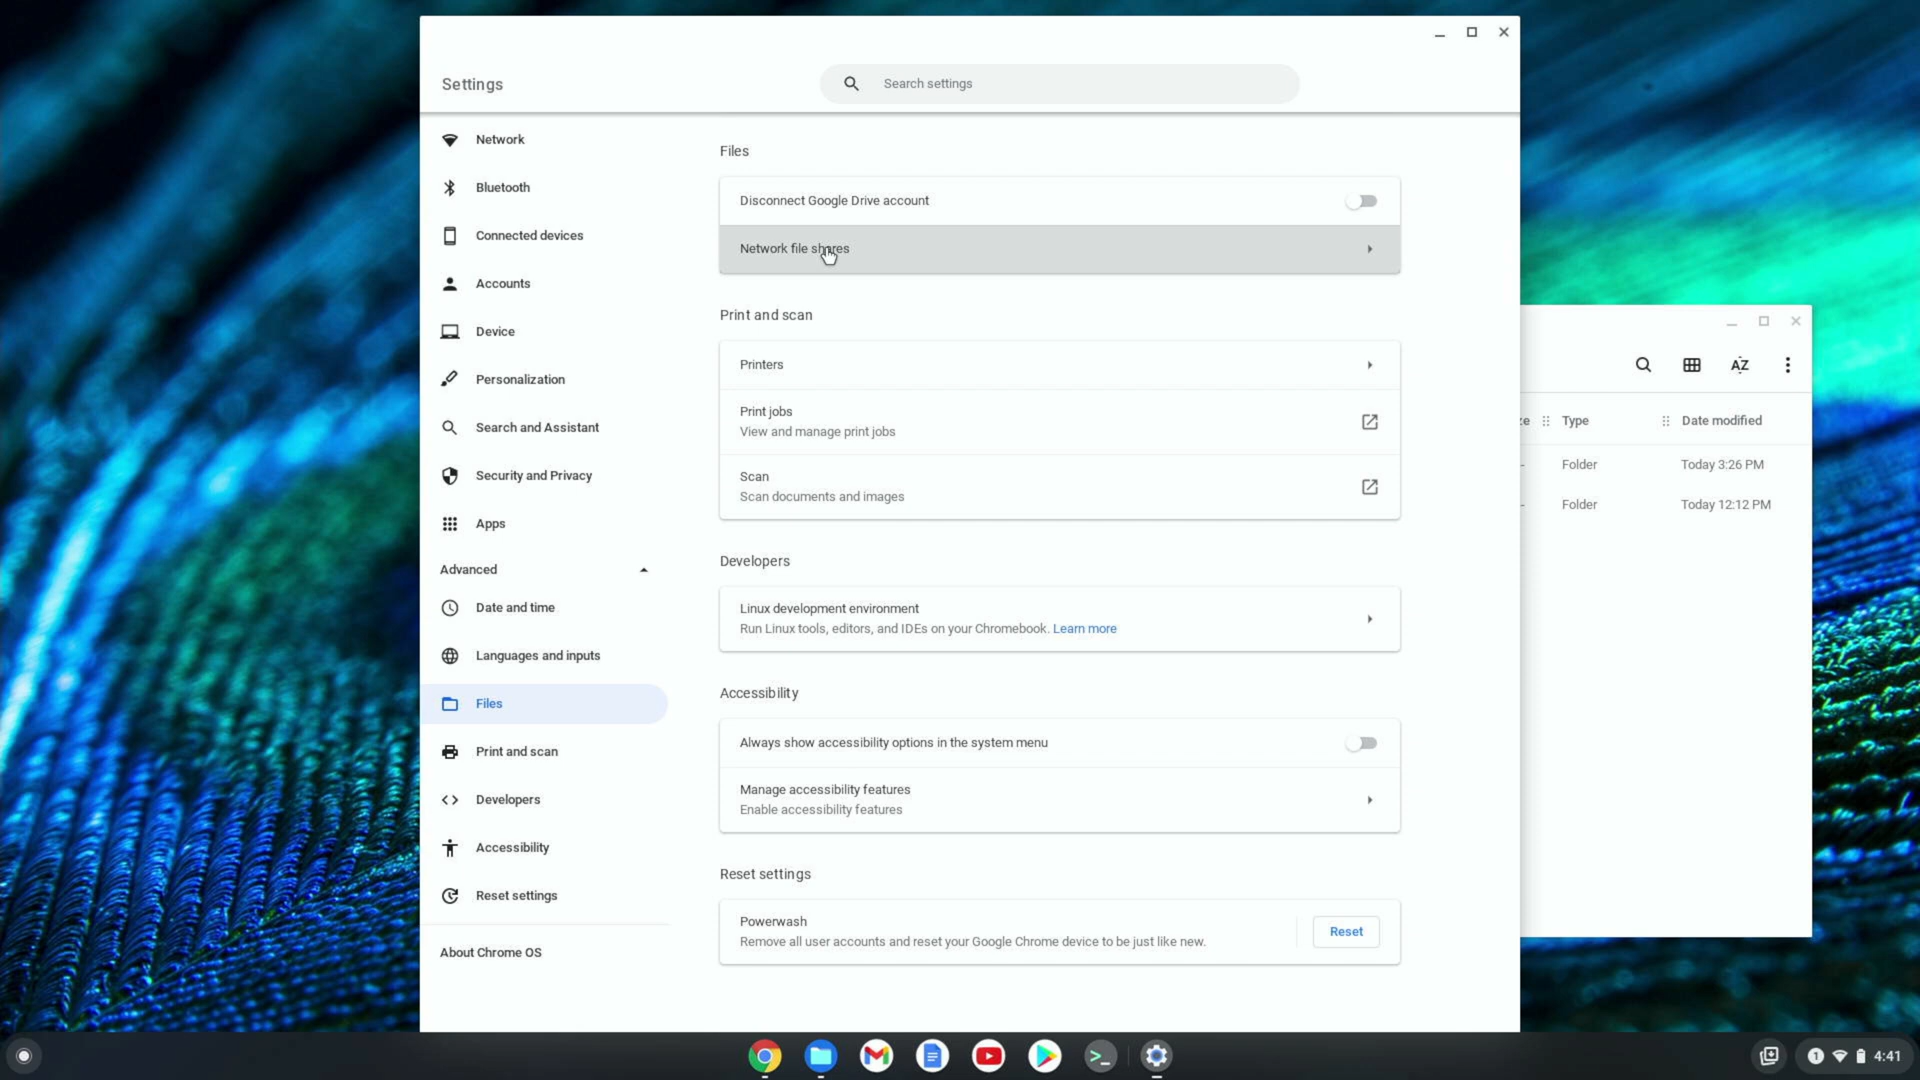 Settings
Search settings
Network
Bluetooth
Connected devices
Accounts
Device
Personalization
Search and Assistant
Security and Privacy
Apps
Advanced
Date and time
Languages and inputs
Files
Print and scan
Developers
Accessibility
Reset settings
About Chrome OS
Files
Disconnect Google Drive account
Network file shares
Print and scan
Printers
Print jobs
View and manage print jobs
Scan
Scan documents and images
Developers
Linux development environment
Run Linux tools, editors, and IDEs on your Chromebook. Learn more
Accessibility
Always show accessibility options in the system menu
Manage accessibility features
Enable accessibility features
Reset settings
Powerwash
Remove all user accounts and reset your Google Chrome device to be just like new.
Reset
AZ
ze Type Date modified
Folder Today 3:26 PM
Folder Today 12:12 PM
1 4:41